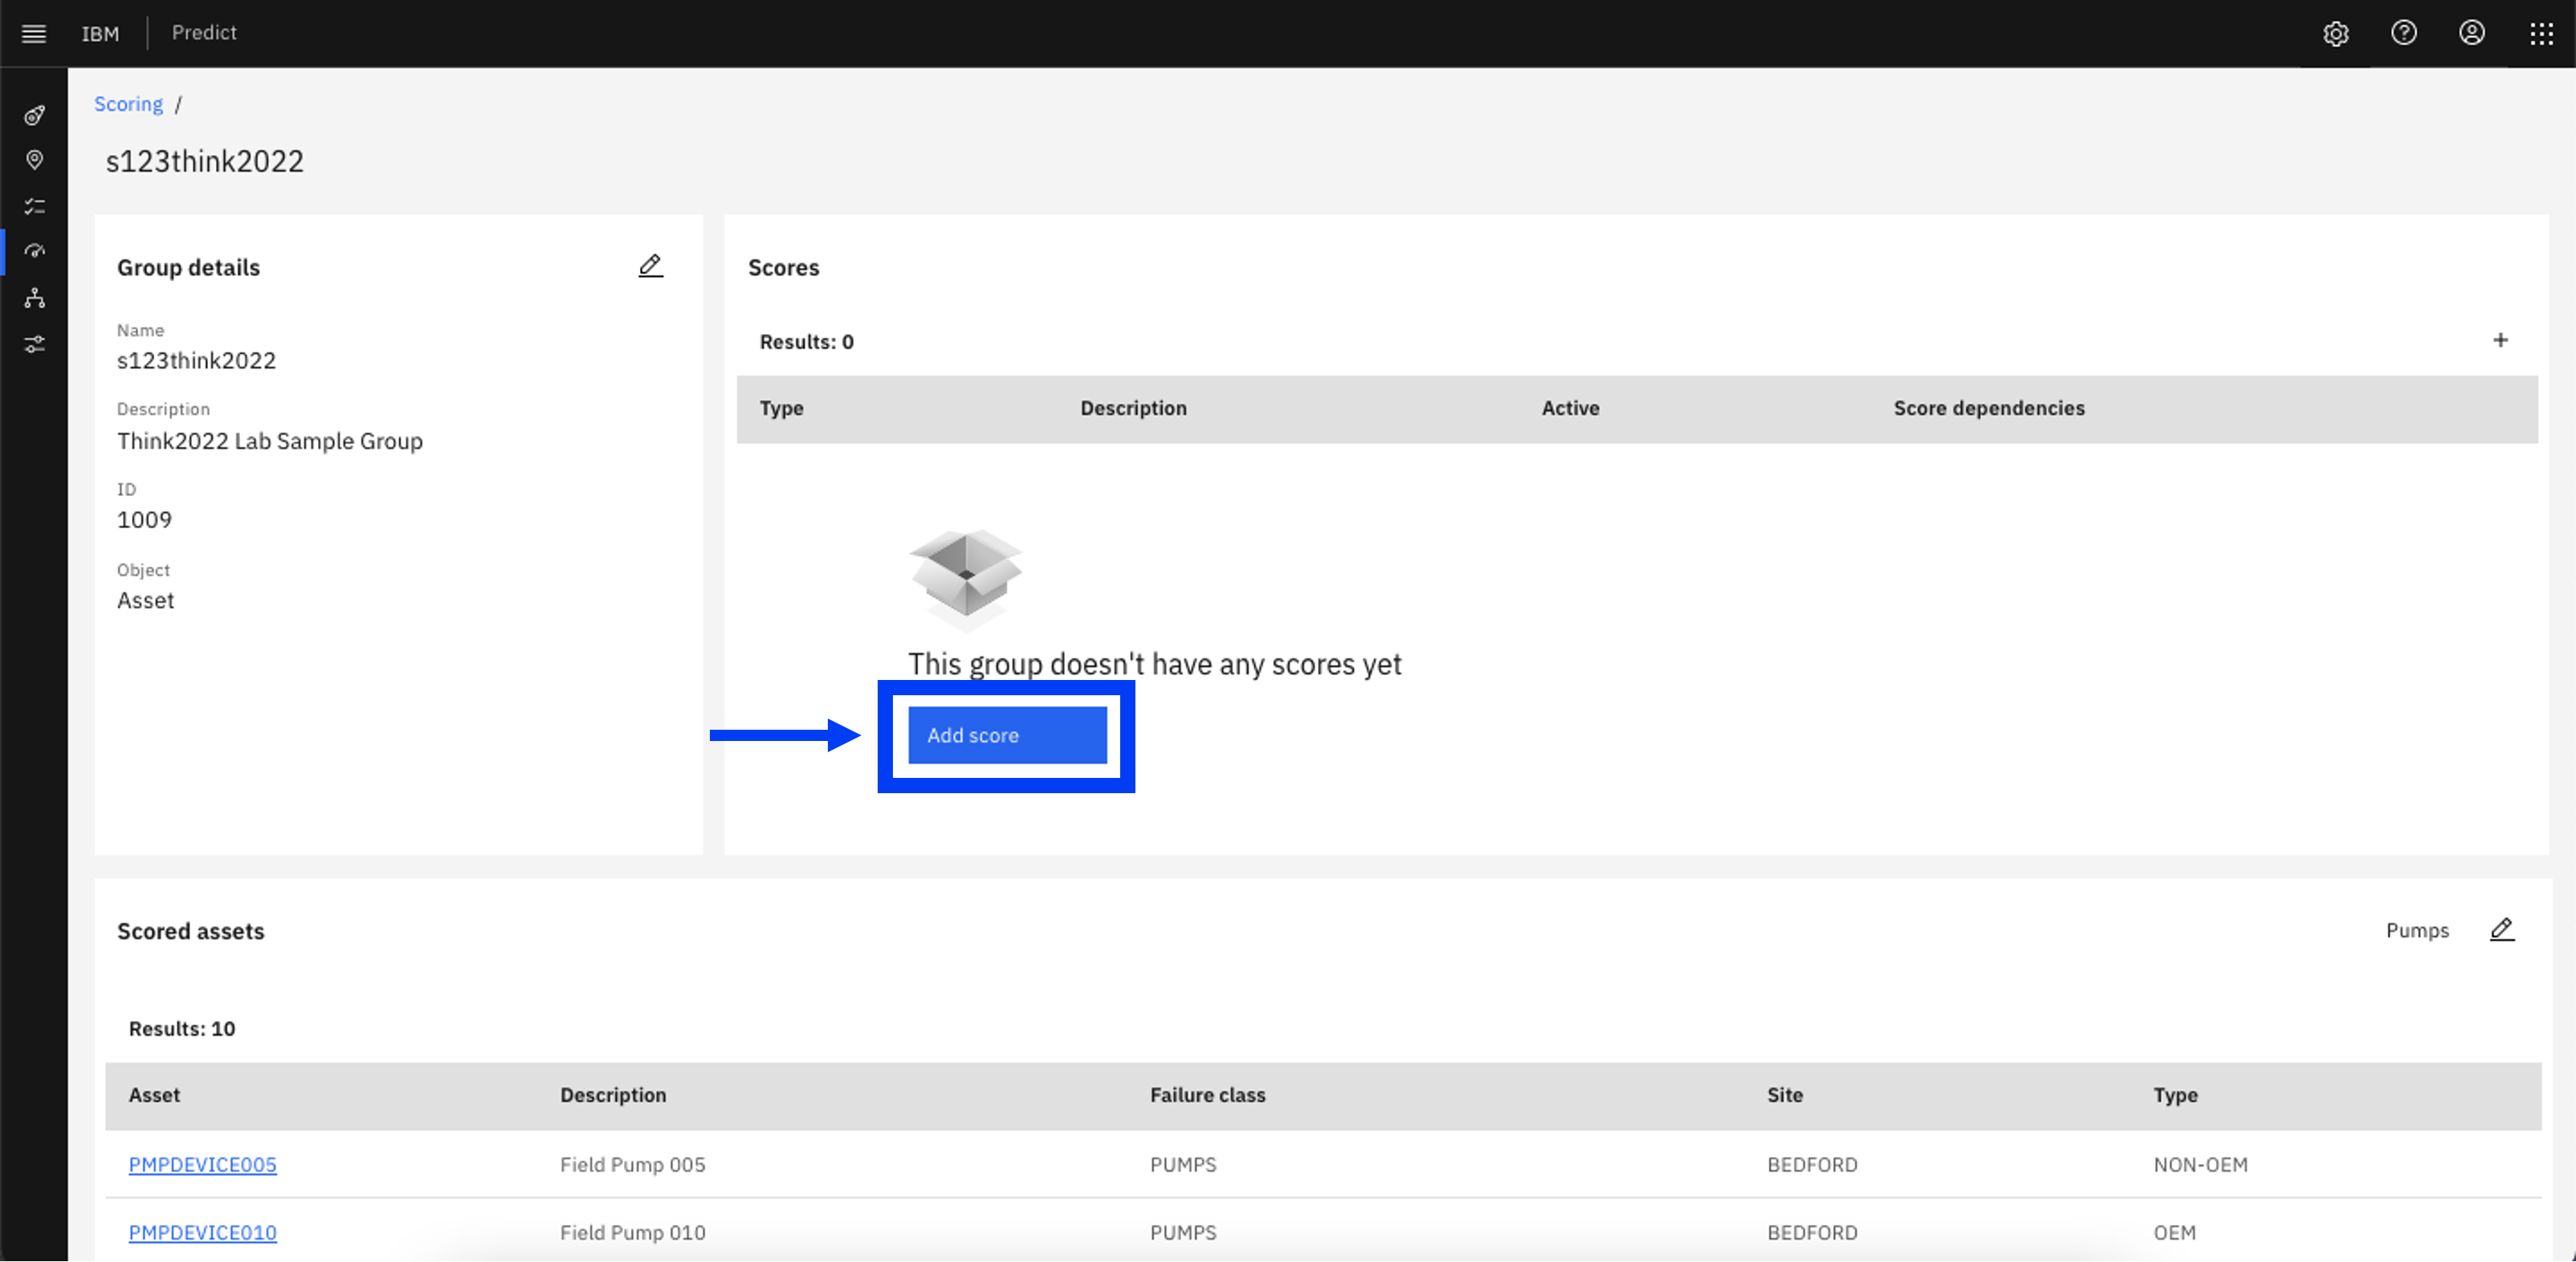 IBM Predict
Scoring /
s123think2022
Group details
Name
s123think2022
Description
Think2022 Lab Sample Group
ID
1009
Object
Asset
Scores
Results: 0
Type Description Active Score dependencies
This group doesn't have any scores yet
Add score
Scored assets
Pumps
Results: 10
Asset Description Failure class Site Type
PMPDEVICE005 Field Pump 005 PUMPS BEDFORD NON-OEM
PMPDEVICE010 Field Pump 010 PUMPS BEDFORD OEM